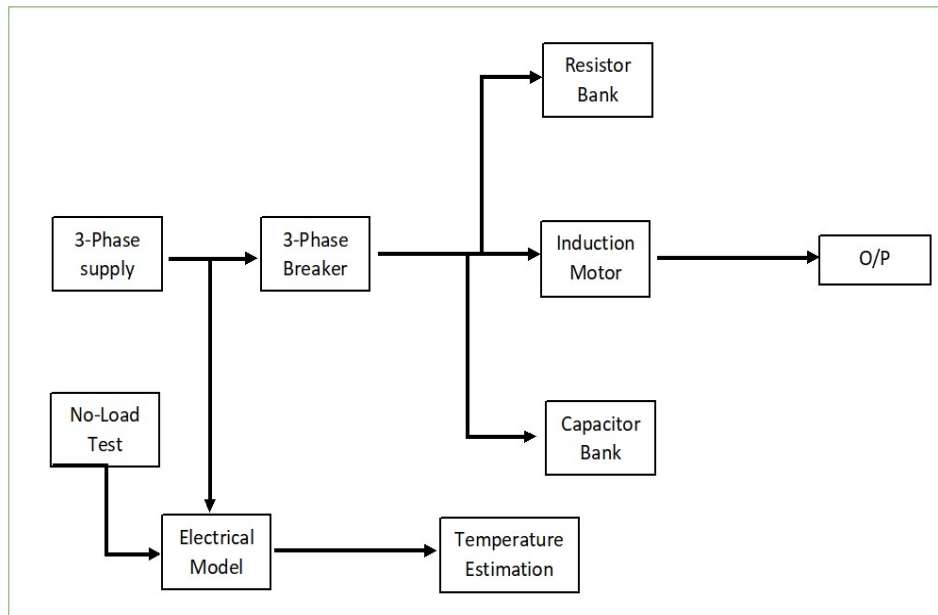 Resistor
Bank
3-Phase
supply
3-Phase
Breaker
Induction
Motor
O/P
No-Load
Test
Capacitor
Bank
Electrical
Model
Temperature
Estimation